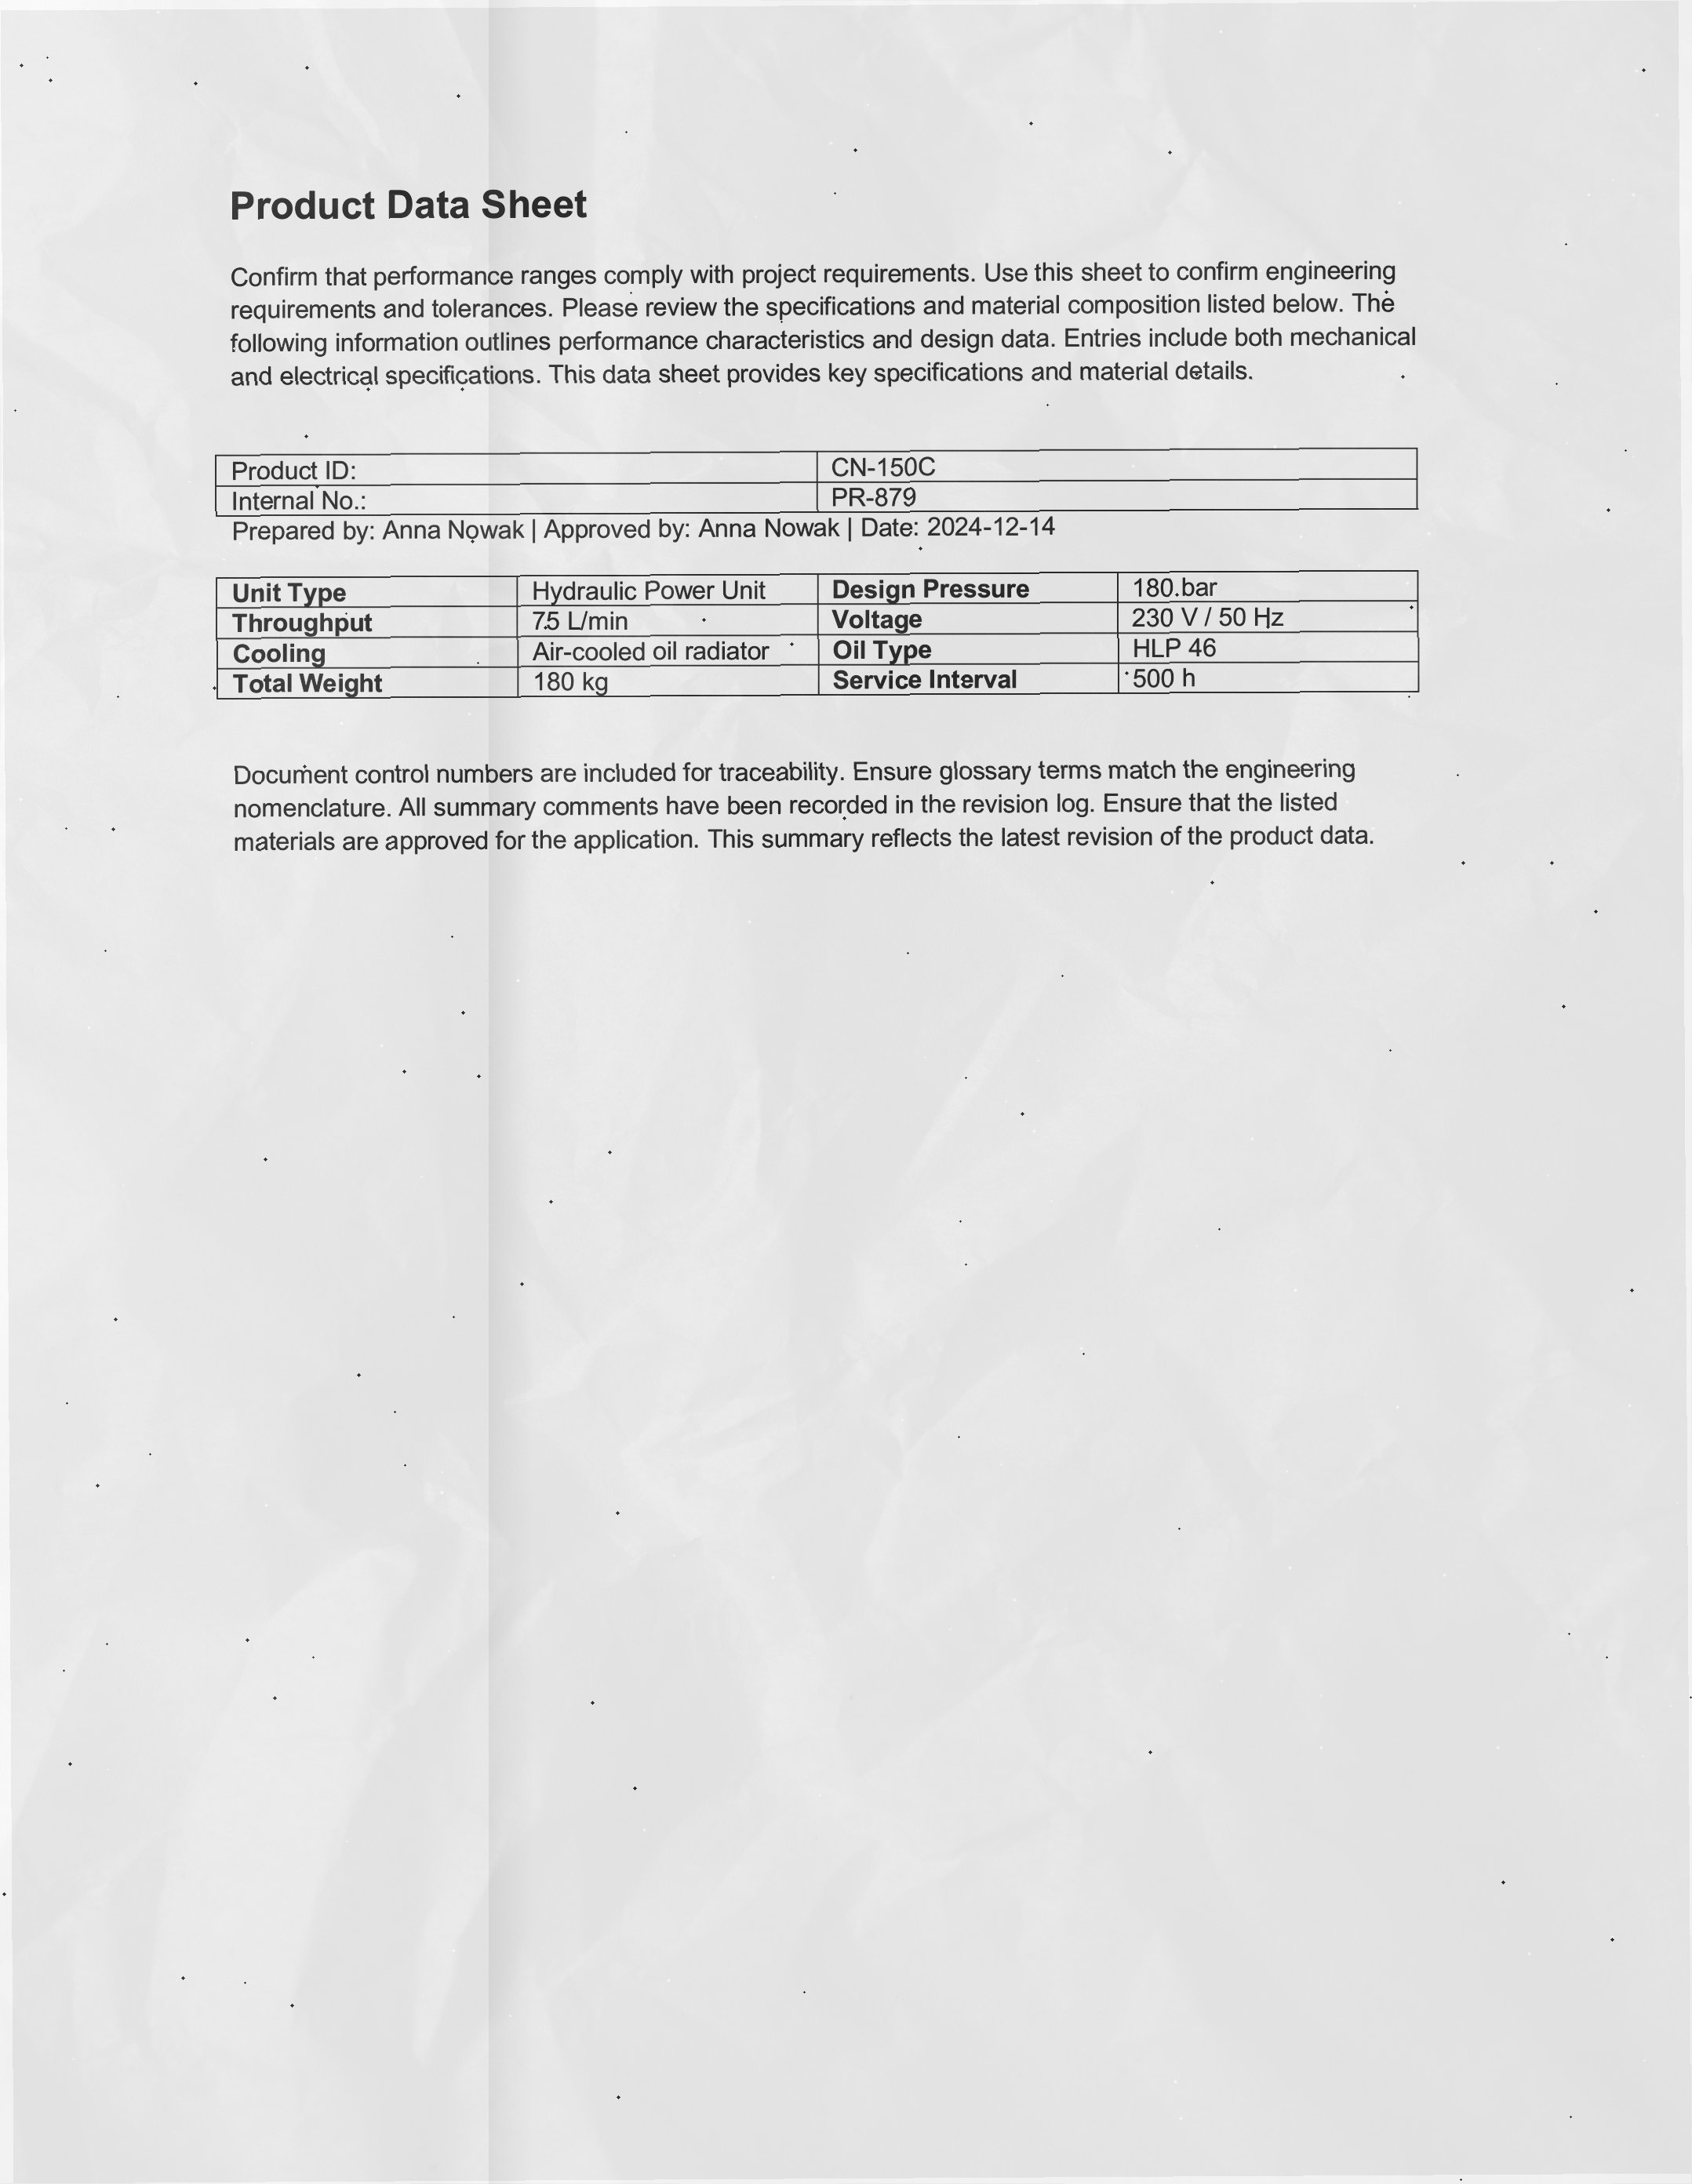 Product Data Sheet
Confirm that performance ranges comply with project requirements. Use this sheet to confirm engineering
requirements and tolerances. Please review the specifications and material composition listed below. The
following information outlines performance characteristics and design data. Entries include both mechanical
and electrical specifications. This data sheet provides key specifications and material details.
Product ID: CN-150C
Internal No.: PR-879
Prepared by: Anna Nowak | Approved by: Anna Nowak | Date: 2024-12-14
Unit Type Hydraulic Power Unit Design Pressure 180 bar
Throughput 75 L/min Voltage 230 V / 50 Hz
Cooling Air-cooled oil radiator Oil Type HLP 46
Total Weight 180 kg Service Interval 500 h
Document control numbers are included for traceability. Ensure glossary terms match the engineering
nomenclature. All summary comments have been recorded in the revision log. Ensure that the listed
materials are approved for the application. This summary reflects the latest revision of the product data.